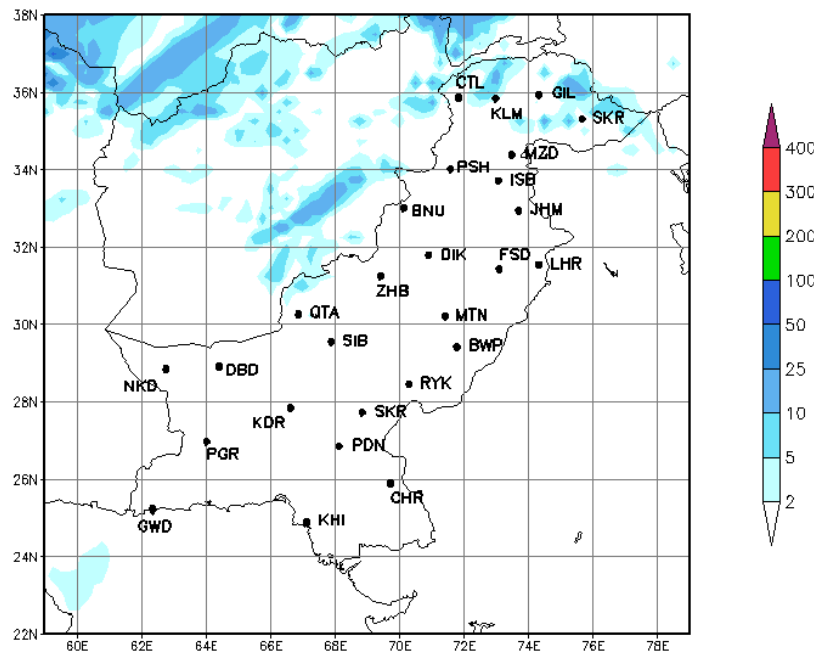 38N
36N
CTL
GIL
KLM
SKR
34N
MZD
PSH
ISB
BNU
JHM
32N
DIK
FSD
LHR
ZHB
30N
QTA
MTN
SIB
BWP
NKD
DBD
28N
RYK
KDR
SKR
PGR
PDN
26N
CHR
GWD
KHI
24N
22N
60E 62E 64E 66E 68E 70E 72E 74E 76E 78E
400
300
200
100
50
25
10
5
2